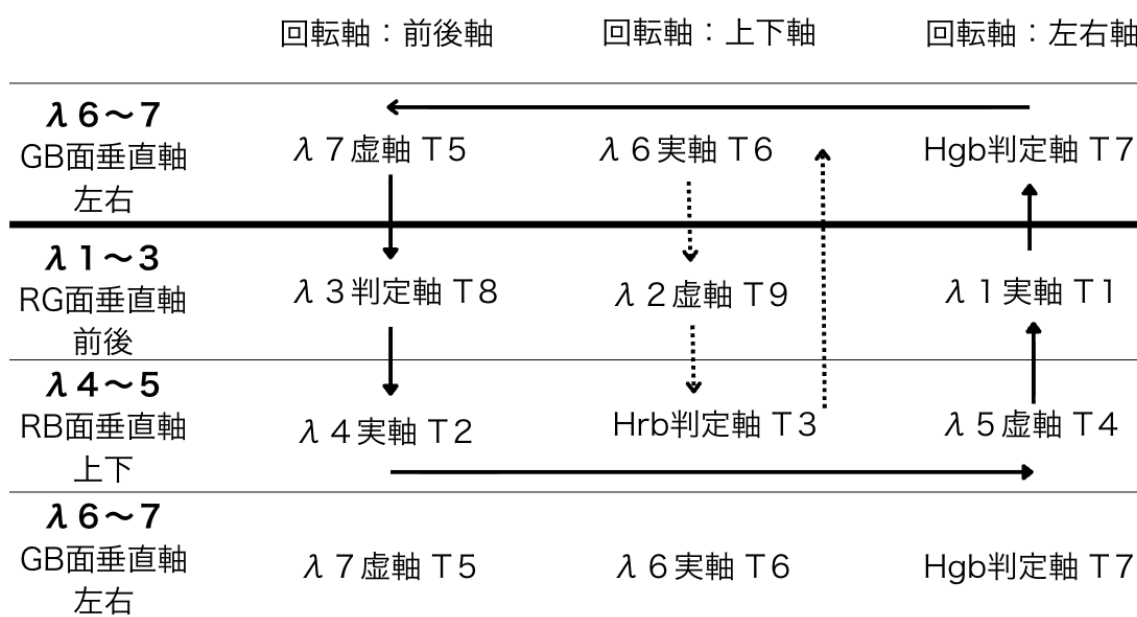 回転軸：前後軸 回転軸：上下軸 回転軸：左右軸
λ６〜７
GB面垂直軸
左右
λ７虚軸 T５ λ６実軸 T６ Hgb判定軸 T７
λ１〜３
RG面垂直軸
前後
λ３判定軸 T８ λ２虚軸 T９ λ１実軸 T１
λ４〜５
RB面垂直軸
上下
λ４実軸 T２ Hrb判定軸 T３ λ５虚軸 T４
λ６〜７
GB面垂直軸
左右
λ７虚軸 T５ λ６実軸 T６ Hgb判定軸 T７